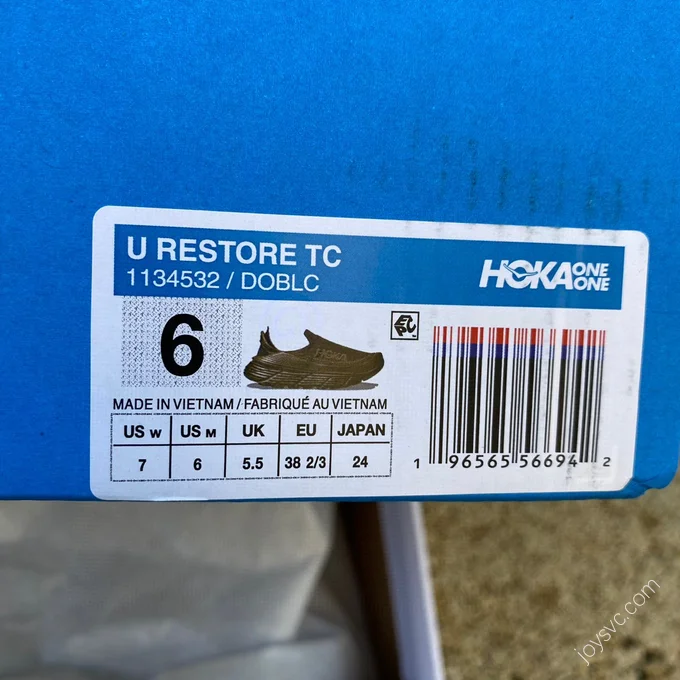 U RESTORE TC
1134532 / DOBLC
HOKA ONE ONE
6
HOKA
MADE IN VIETNAM / FABRIQUÉ AU VIETNAM
US W US M UK EU JAPAN
7 6 5.5 38 2/3 24
1 96565 56694 2
joysvc.com